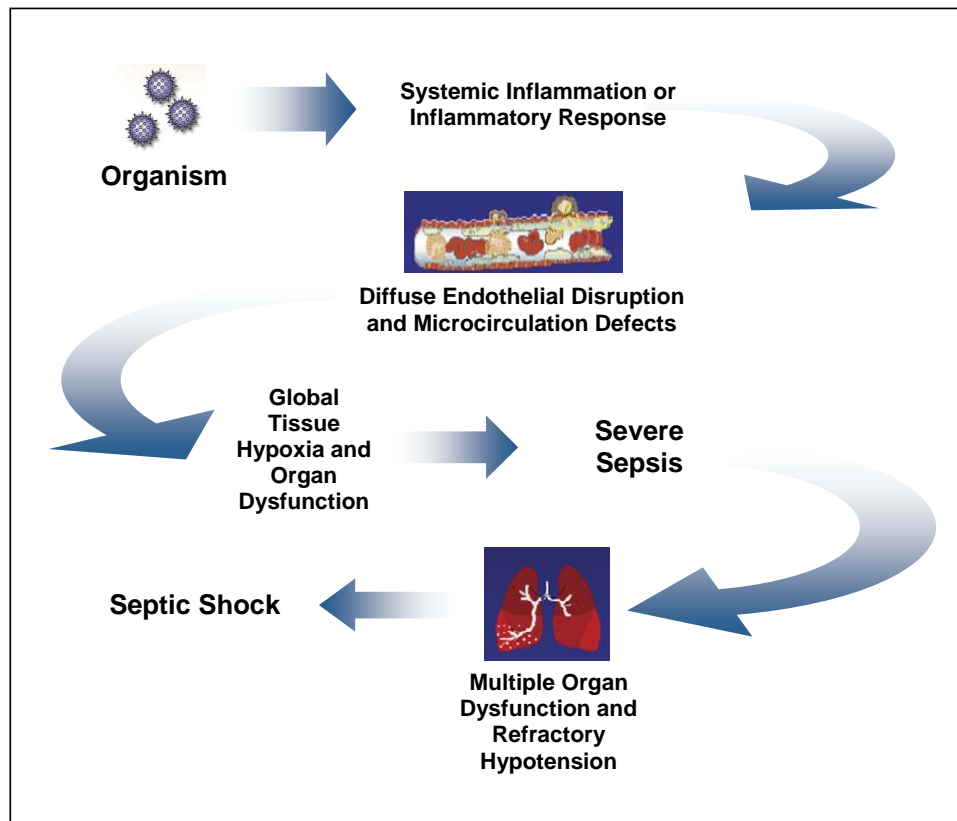 Organism
Systemic Inflammation or
Inflammatory Response
Diffuse Endothelial Disruption
and Microcirculation Defects
Global
Tissue
Hypoxia and
Organ
Dysfunction
Severe
Sepsis
Multiple Organ
Dysfunction and
Refractory
Hypotension
Septic Shock